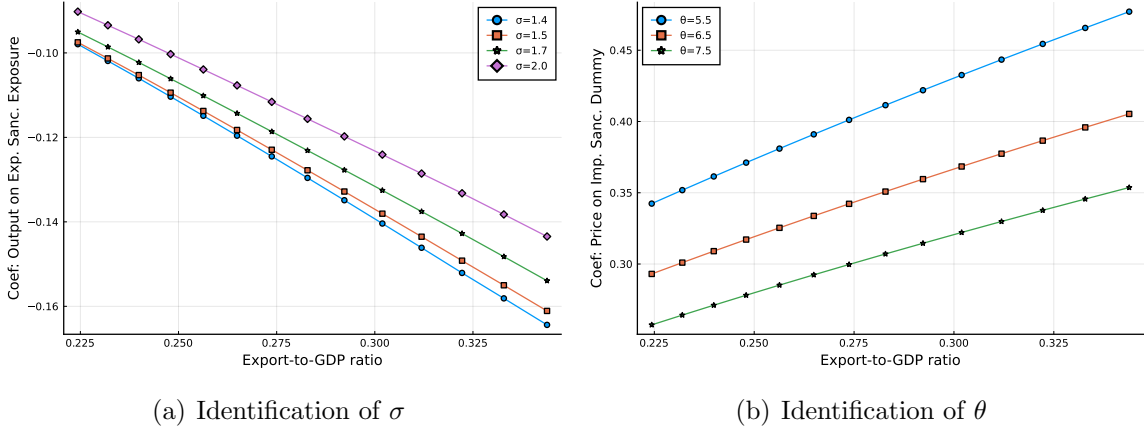 Coef: Output on Exp. Sanc. Exposure
−0.10
−0.12
−0.14
−0.16
σ=1.4
σ=1.5
σ=1.7
σ=2.0
0.225
0.250
0.275
0.300
0.325
Export-to-GDP ratio
(a) Identification of σ
Coef: Price on Imp. Sanc. Dummy
0.45
0.40
0.35
0.30
θ=5.5
θ=6.5
θ=7.5
0.225
0.250
0.275
0.300
0.325
Export-to-GDP ratio
(b) Identification of θ